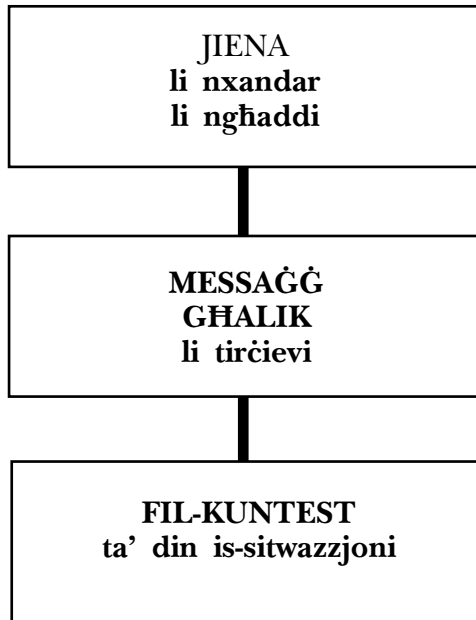 JIENA
li nxandar
li ngħaddi
MESSAĠĠ
GĦALIK
li tirċievi
FIL-KUNTEST
ta’ din is-sitwazzjoni